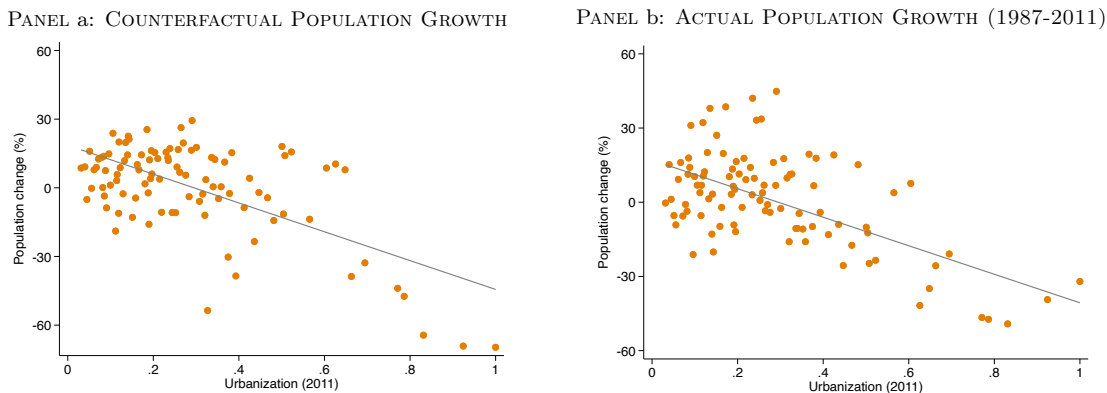 PANEL a: COUNTERFACTUAL POPULATION GROWTH
60
30
0
-30
-60
Population change (%)
0 .2 .4 .6 .8 1
Urbanization (2011)
PANEL b: ACTUAL POPULATION GROWTH (1987-2011)
60
30
0
-30
-60
Population change (%)
0 .2 .4 .6 .8 1
Urbanization (2011)